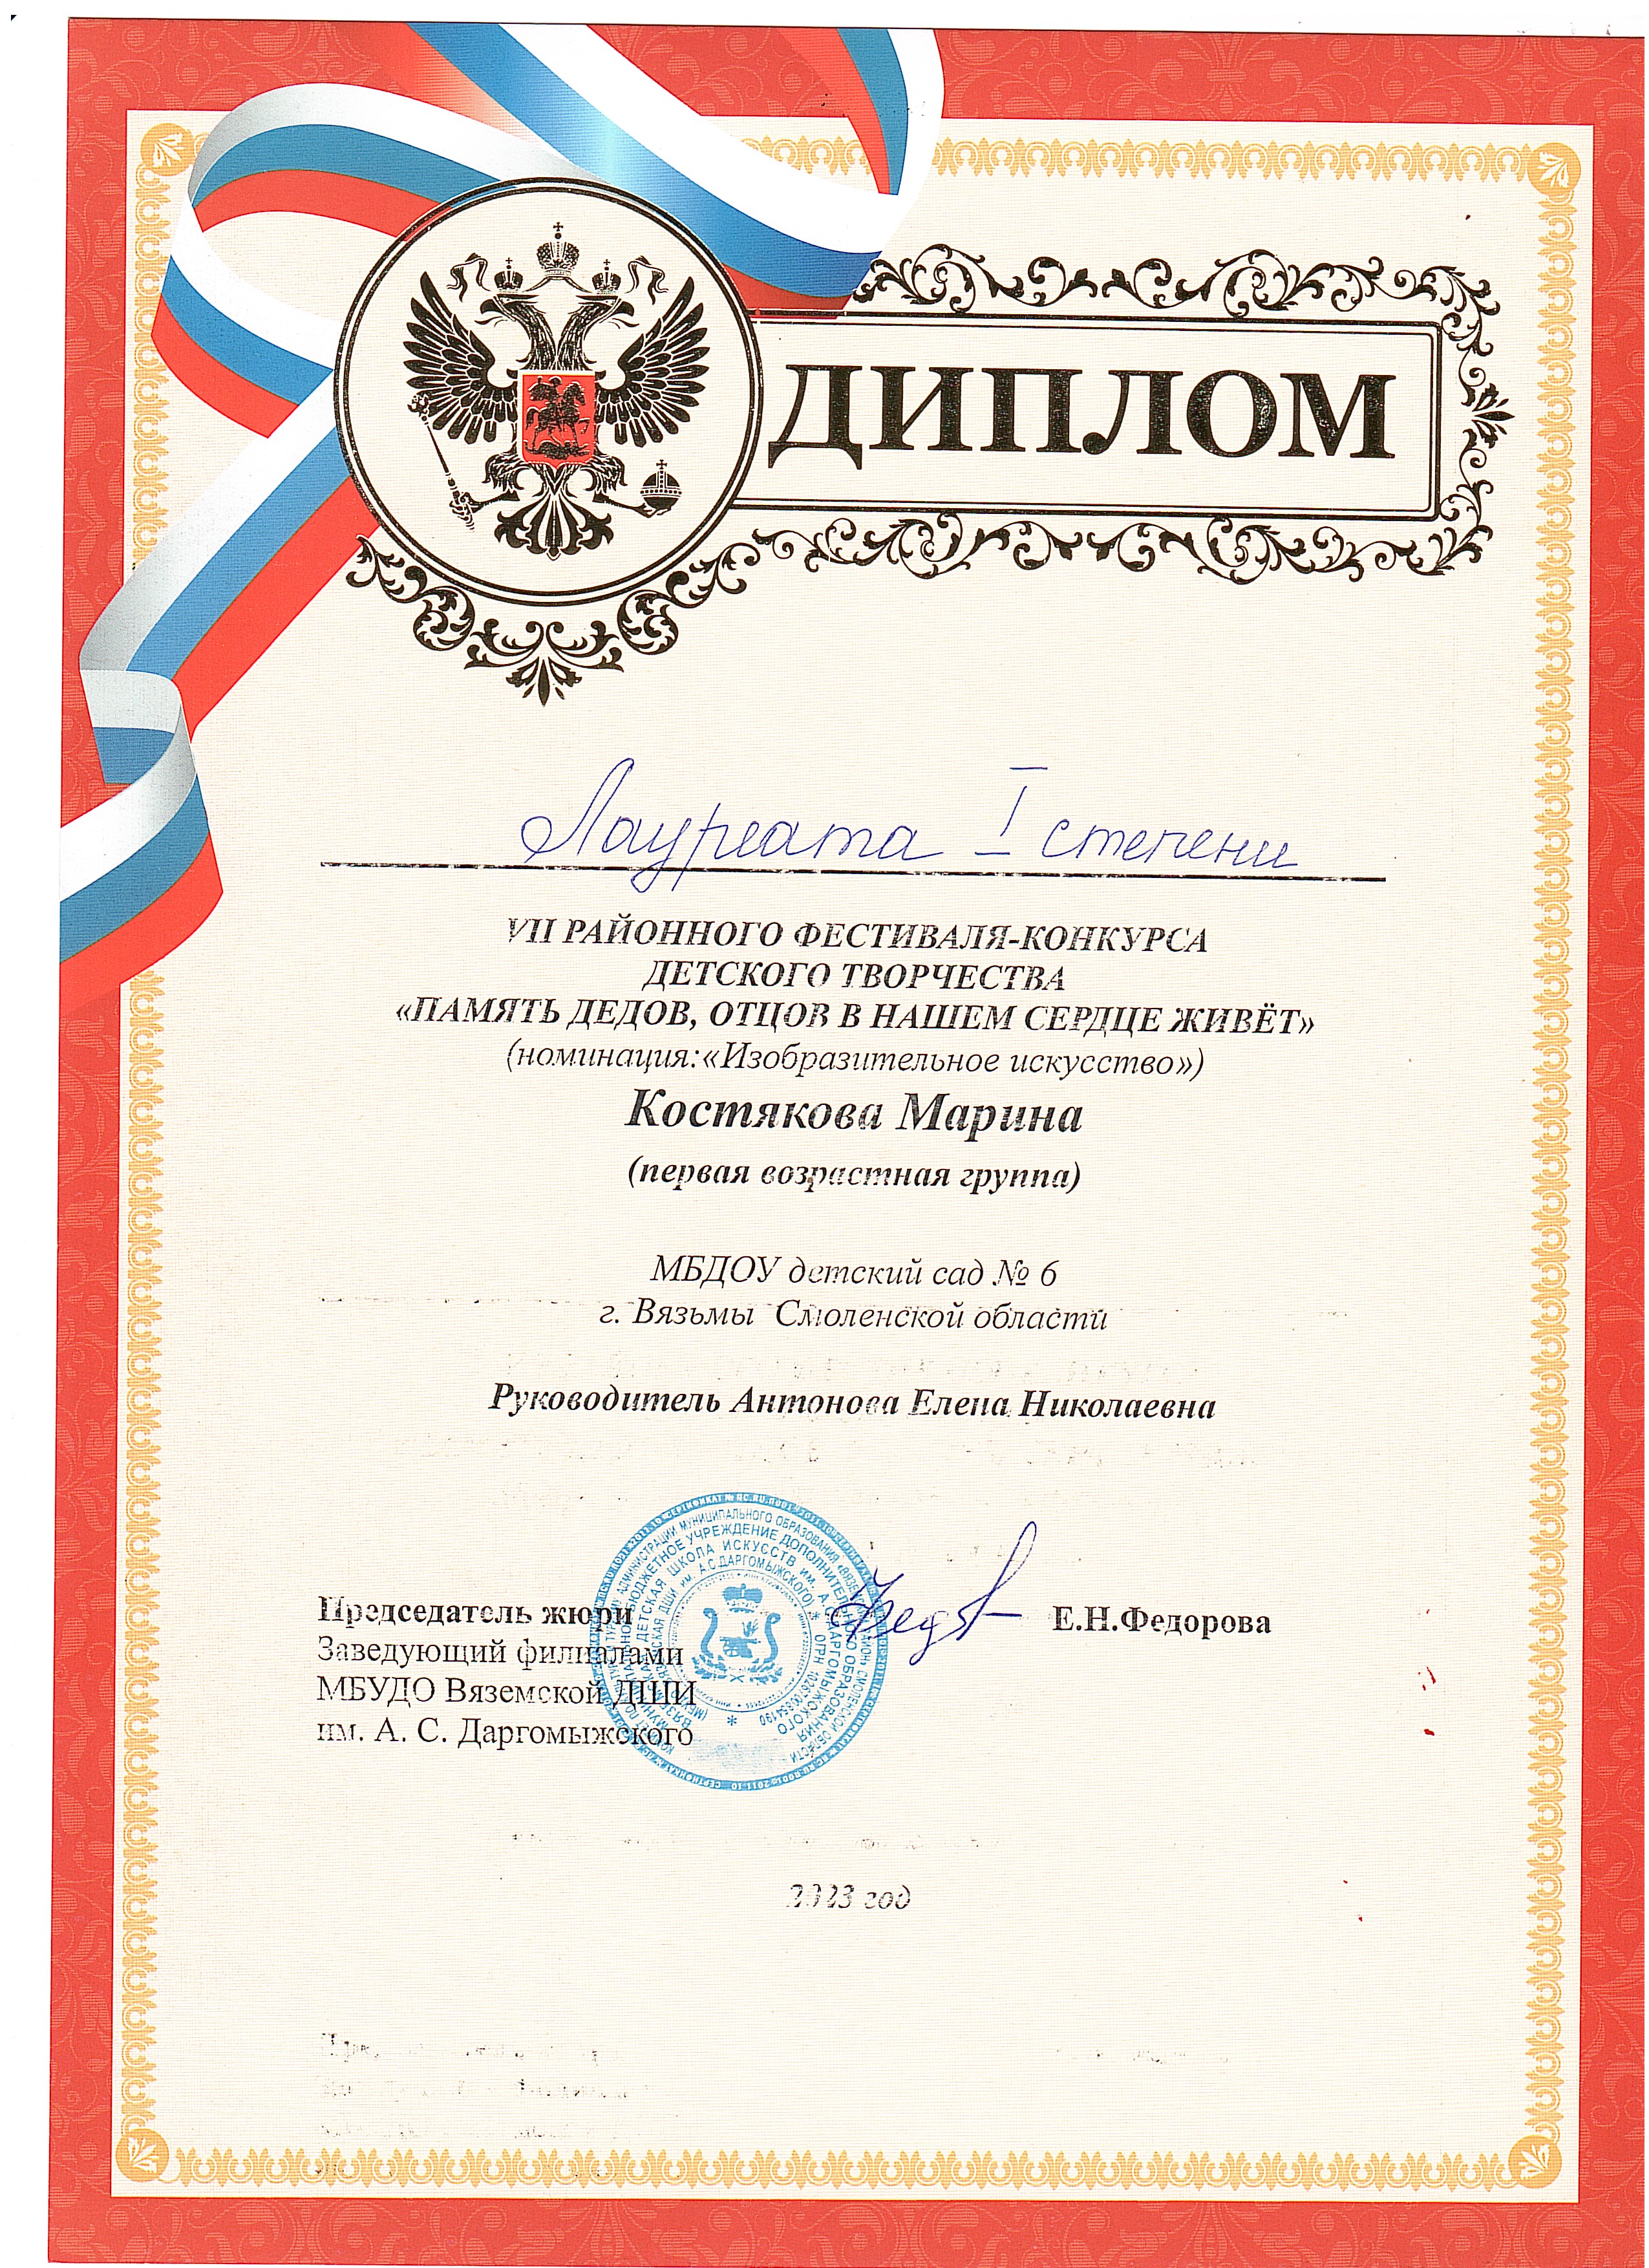 ДИПЛОМ
Лауреата I степени
VII РАЙОННОГО ФЕСТИВАЛЯ-КОНКУРСА
ДЕТСКОГО ТВОРЧЕСТВА
«ПАМЯТЬ ДЕДОВ, ОТЦОВ В НАШЕМ СЕРДЦЕ ЖИВЁТ»
(номинация:«Изобразительное искусство»)
Костякова Марина
(первая возрастная группа)
МБДОУ детский сад № 6
г. Вязьмы Смоленской области
Руководитель Антонова Елена Николаевна
Председатель жюри Е.Н.Федорова
Заведующий филиалами
МБУДО Вяземской ДШИ
им. А. С. Даргомыжского
2023 год